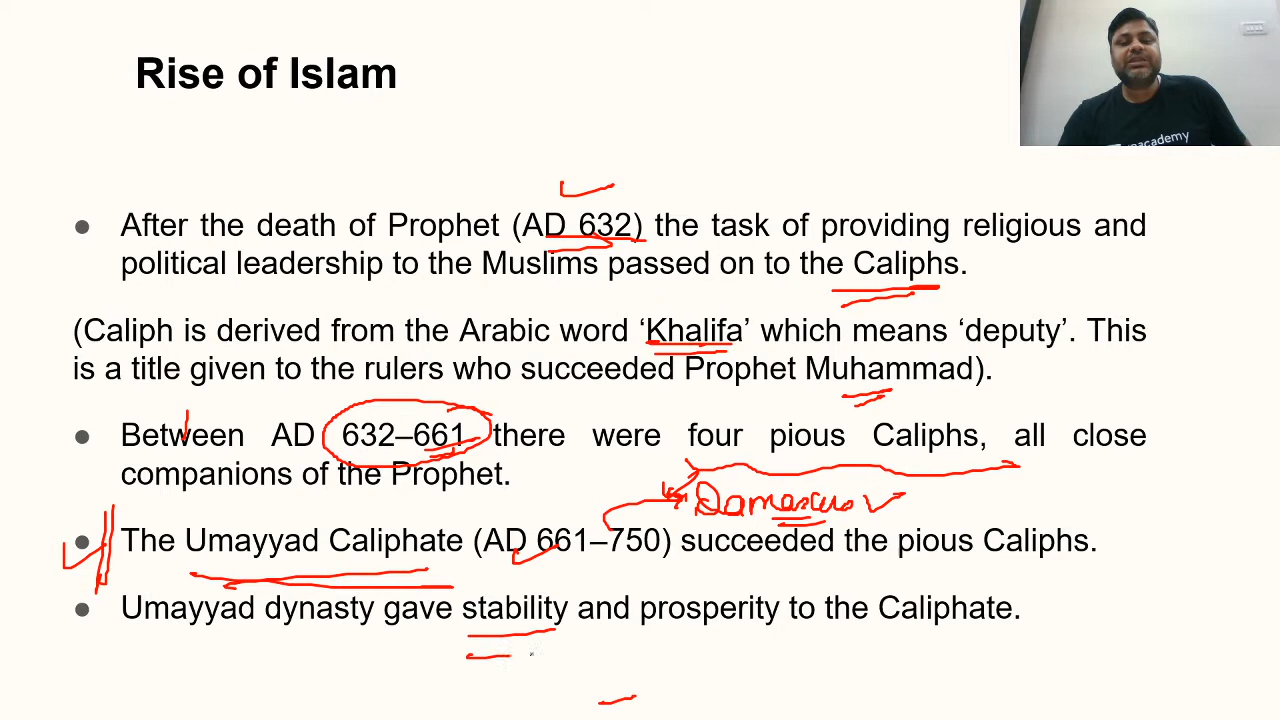 Rise of Islam
● After the death of Prophet (AD 632) the task of providing religious and
political leadership to the Muslims passed on to the Caliphs.
(Caliph is derived from the Arabic word ‘Khalifa’ which means ‘deputy’. This
is a title given to the rulers who succeeded Prophet Muhammad).
● Between AD 632–661 there were four pious Caliphs, all close
companions of the Prophet.
Damascus
● The Umayyad Caliphate (AD 661–750) succeeded the pious Caliphs.
● Umayyad dynasty gave stability and prosperity to the Caliphate.